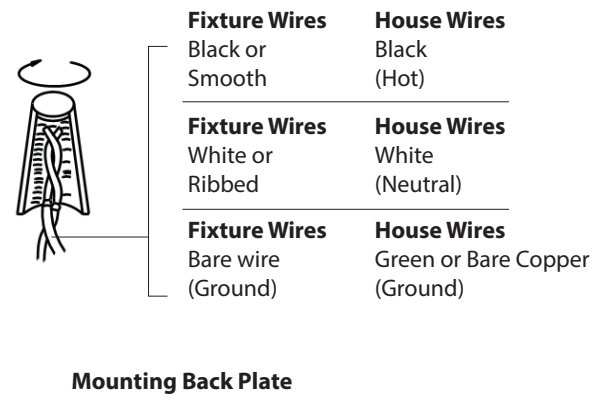 Fixture Wires House Wires
Black or Black
Smooth (Hot)
Fixture Wires House Wires
White or White
Ribbed (Neutral)
Fixture Wires House Wires
Bare wire Green or Bare Copper
(Ground) (Ground)
Mounting Back Plate